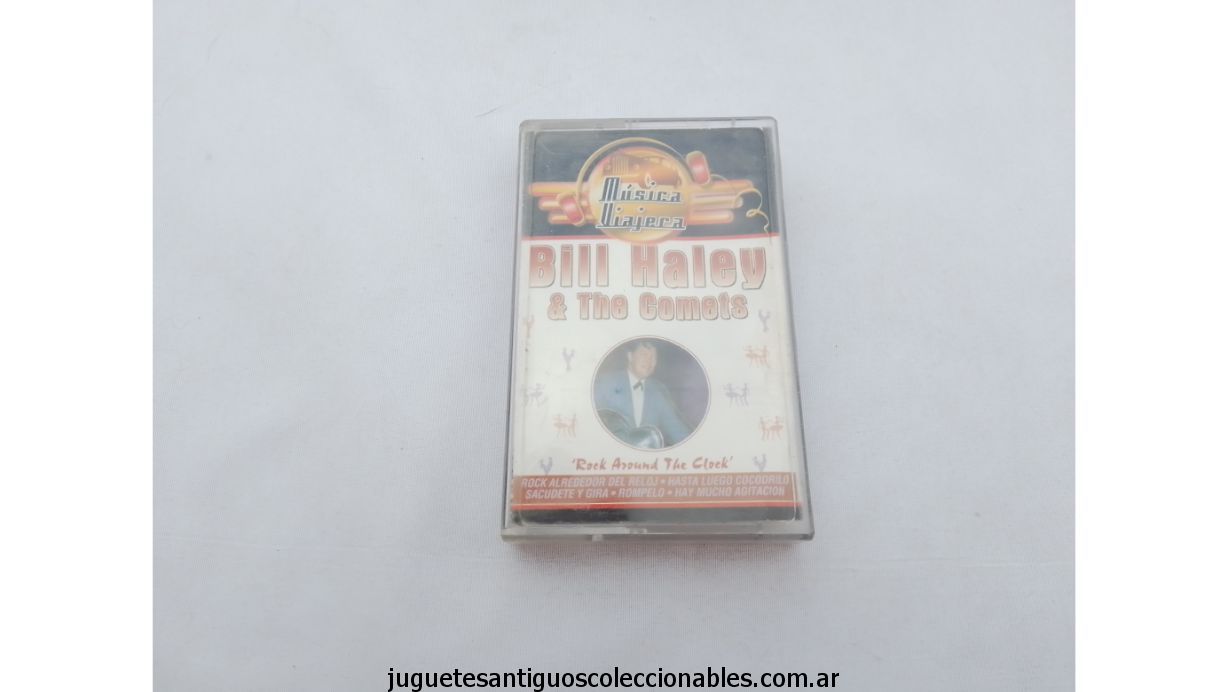 Música
Viajera
Bill Haley
& The Comets
'Rock Around The Clock'
ROCK ALREDEDOR DEL RELOJ • HASTA LUEGO COCODRILO
SACUDETE Y GIRA • ROMPELO • HAY MUCHO AGITACION
juguetesantiguoscoleccionables.com.ar